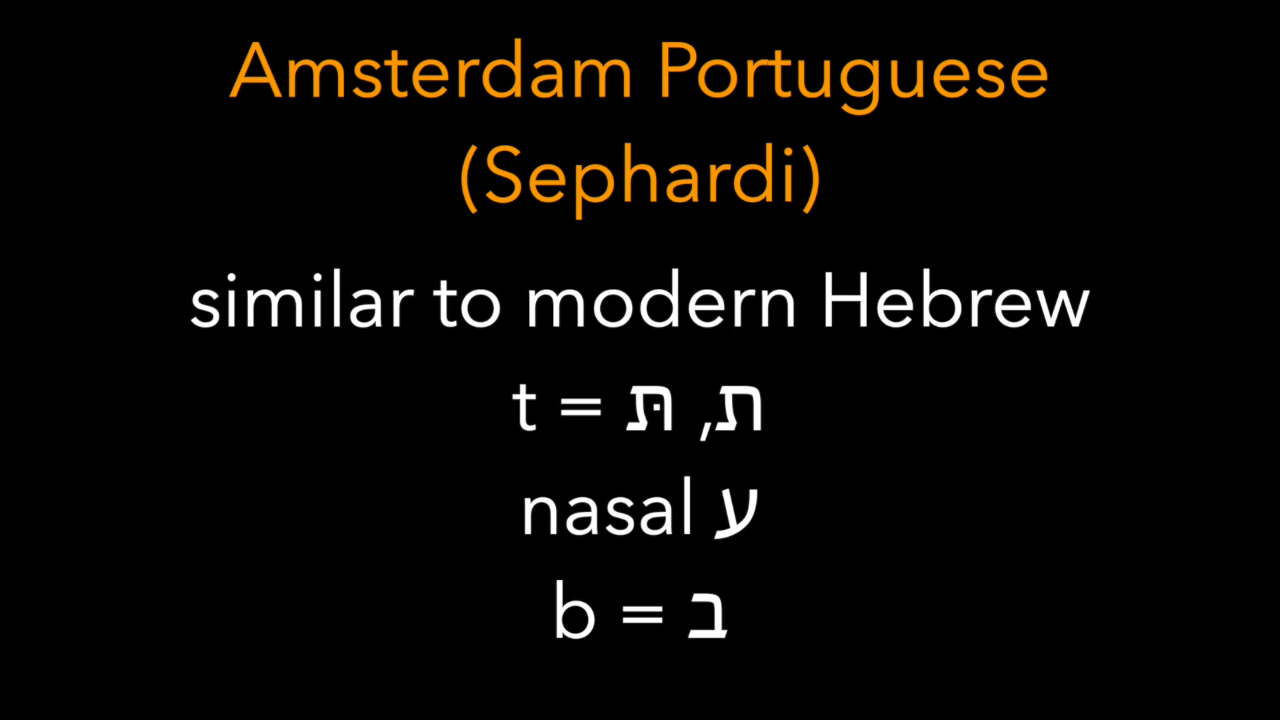 Amsterdam Portuguese
(Sephardi)
similar to modern Hebrew
t = ת, תּ
nasal ע
b = ב